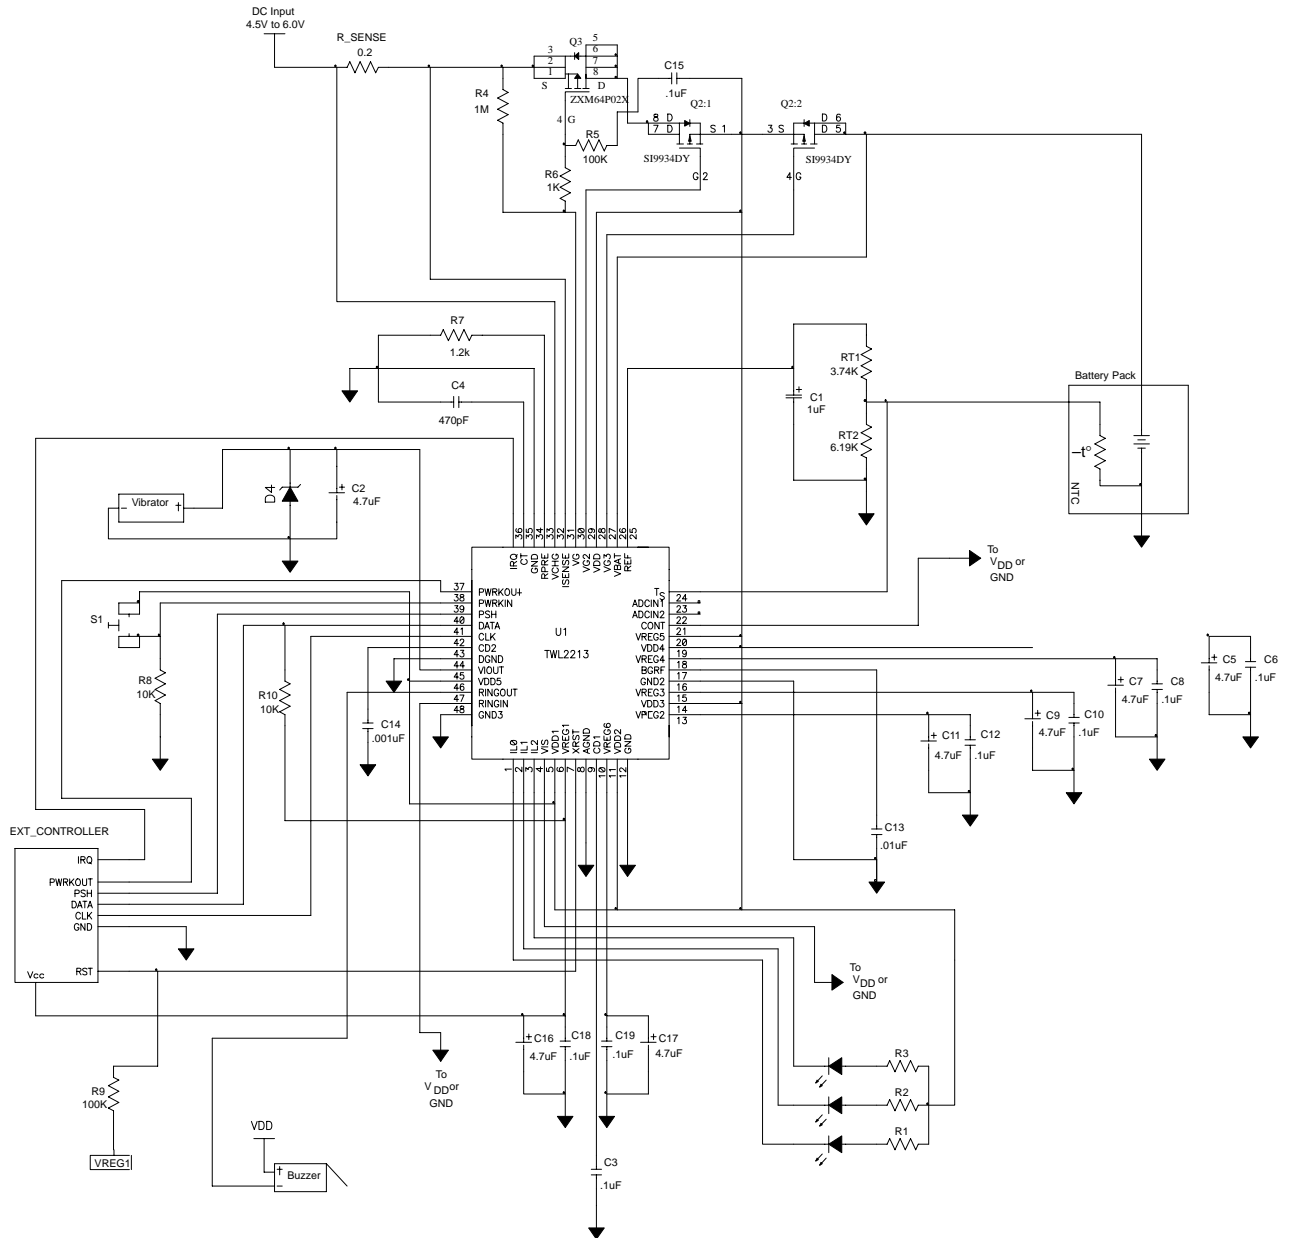 DC Input
4.5V to 6.0V
R_SENSE
0.2
Q3
3
2
1
S
5
6
7
8
D
ZXM64P02X
4 G
R4
1M
C15
.1uF
R5
100K
R6
1K
Q2:1
8 D
7 D
S 1
SI9934DY
G 2
Q2:2
3 S
D 6
D 5
SI9934DY
4 G
R7
1.2k
C4
470pF
C1
1uF
RT1
3.74K
RT2
6.19K
Battery Pack
–t°
NTC
Vibrator
D4
C2
4.7uF
36 35 34 33 32 31 30 29 28 27 26 25
IRQ
CT
GND
RPRE
VCHG
ISENSE
VG
VG2
VDD
VG3
VBAT
REF
To
VDD or
GND
37 PWRKOUT
38 PWRKIN
39 PSH
40 DATA
41 CLK
42 CD2
43 DGND
44 VIOUT
45 VDD5
46 RINGOUT
47 RINGIN
48 GND3
U1
TWL2213
TS 24
ADCIN1 23
ADCIN2 22
CONT 21
VREG5 20
VDD4 19
VREG4 18
BGRF 17
GND2 16
VREG3 15
VDD3 14
VREG2 13
IL0
IL1
IL2
VIS
VDD1
VREG1
XRST
AGND
CD1
VREG6
VDD2
GND
1 2 3 4 5 6 7 8 9 10 11 12
S1
R8
10K
R10
10K
C14
.001uF
C5
4.7uF
C6
.1uF
C7
4.7uF
C8
.1uF
C9
4.7uF
C10
.1uF
C11
4.7uF
C12
.1uF
C13
.01uF
EXT_CONTROLLER
IRQ
PWRKOUT
PSH
DATA
CLK
GND
RST
Vcc
To
VDD or
GND
C16
4.7uF
C18
.1uF
C19
.1uF
C17
4.7uF
To
VDD or
GND
R3
R2
R1
R9
100K
VREG1
VDD
Buzzer
C3
.1uF